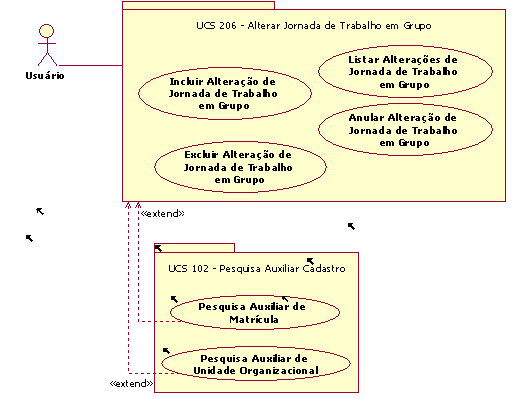 UCS 206 - Alterar Jornada de Trabalho em Grupo
Usuário
Incluir Alteração de
Jornada de Trabalho
em Grupo
Listar Alterações de
Jornada de Trabalho
em Grupo
Anular Alteração de
Jornada de Trabalho
em Grupo
Excluir Alteração de
Jornada de Trabalho
em Grupo
«extend»
UCS 102 - Pesquisa Auxiliar Cadastro
Pesquisa Auxiliar de
Matrícula
Pesquisa Auxiliar de
Unidade Organizacional
«extend»